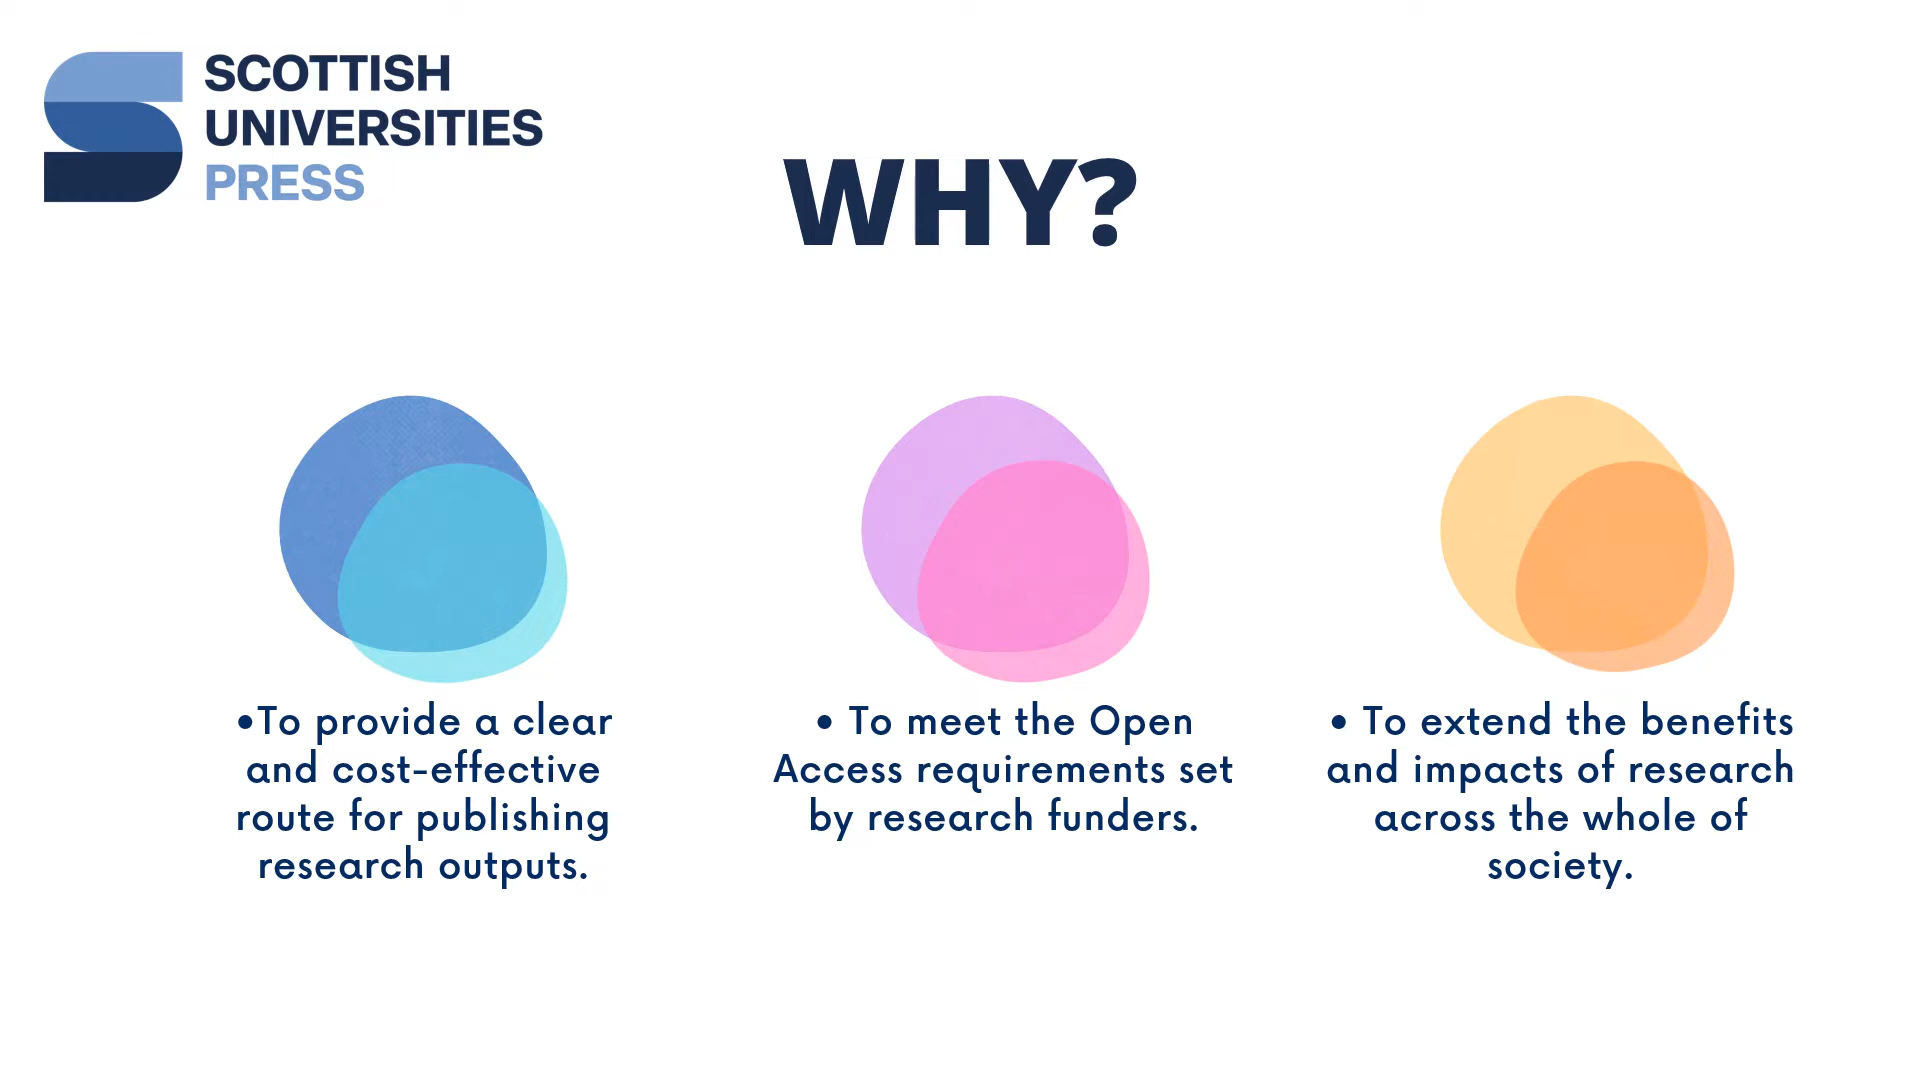 SCOTTISH
UNIVERSITIES
PRESS
WHY?
•To provide a clear
and cost-effective
route for publishing
research outputs.
• To meet the Open
Access requirements set
by research funders.
• To extend the benefits
and impacts of research
across the whole of
society.